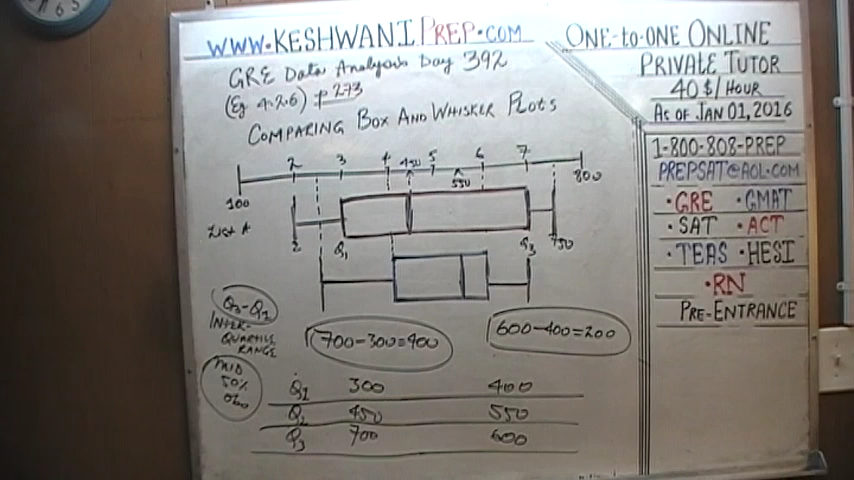 WWW.KESHWANIPREP.COM
GRE Data Analysis Day 392
(Eg 4.2.6) p 273
COMPARING BOX AND WHISKER PLOTS
2 3 4 450 5 6 7
550
100 800
List A
2 Q1 Q3 750
Q3-Q1
INTER-
QUARTILE
RANGE
700-300=400
600-400=200
MID
50%
Q1 300 400
Q2 450 550
Q3 700 600
ONE-to-ONE ONLINE
PRIVATE TUTOR
40 $/HOUR
AS OF JAN 01, 2016
1-800-808-PREP
PREPSAT@AOL.COM
•GRE •GMAT
•SAT •ACT
•TEAS •HESI
•RN
PRE-ENTRANCE